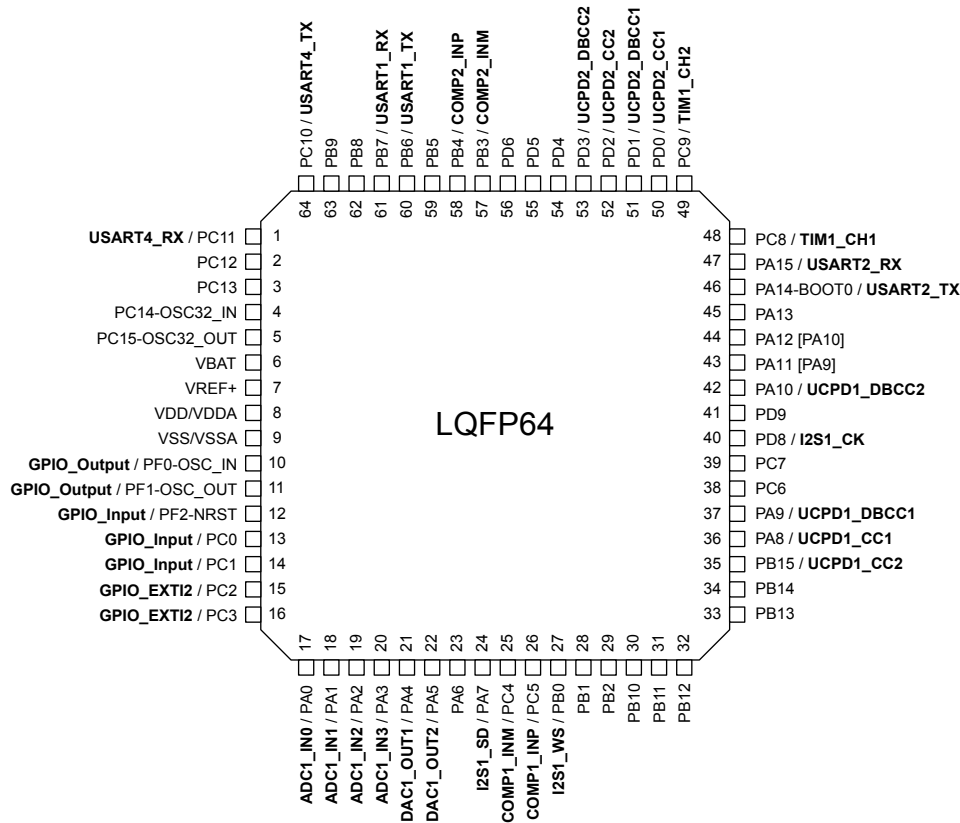 PC10 / USART4_TX
PB9
PB8
PB7 / USART1_RX
PB6 / USART1_TX
PB5
PB4 / COMP2_INP
PB3 / COMP2_INM
PD6
PD5
PD4
PD3 / UCPD2_DBCC2
PD2 / UCPD2_CC2
PD1 / UCPD2_DBCC1
PD0 / UCPD2_CC1
PC9 / TIM1_CH2
64 63 62 61 60 59 58 57 56 55 54 53 52 51 50 49
USART4_RX / PC11 1
PC12 2
PC13 3
PC14-OSC32_IN 4
PC15-OSC32_OUT 5
VBAT 6
VREF+ 7
VDD/VDDA 8
VSS/VSSA 9
GPIO_Output / PF0-OSC_IN 10
GPIO_Output / PF1-OSC_OUT 11
GPIO_Input / PF2-NRST 12
GPIO_Input / PC0 13
GPIO_Input / PC1 14
GPIO_EXTI2 / PC2 15
GPIO_EXTI2 / PC3 16
LQFP64
48 PC8 / TIM1_CH1
47 PA15 / USART2_RX
46 PA14-BOOT0 / USART2_TX
45 PA13
44 PA12 [PA10]
43 PA11 [PA9]
42 PA10 / UCPD1_DBCC2
41 PD9
40 PD8 / I2S1_CK
39 PC7
38 PC6
37 PA9 / UCPD1_DBCC1
36 PA8 / UCPD1_CC1
35 PB15 / UCPD1_CC2
34 PB14
33 PB13
17 18 19 20 21 22 23 24 25 26 27 28 29 30 31 32
ADC1_IN0 / PA0
ADC1_IN1 / PA1
ADC1_IN2 / PA2
ADC1_IN3 / PA3
DAC1_OUT1 / PA4
DAC1_OUT2 / PA5
PA6
I2S1_SD / PA7
COMP1_INM / PC4
COMP1_INP / PC5
I2S1_WS / PB0
PB1
PB2
PB10
PB11
PB12